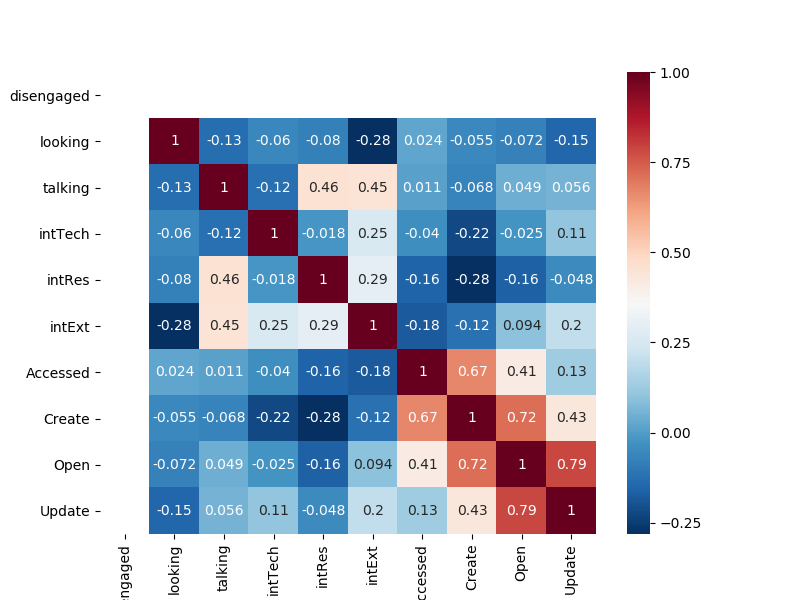 disengaged
looking 1 -0.13 -0.06 -0.08 -0.28 0.024 -0.055 -0.072 -0.15
talking -0.13 1 -0.12 0.46 0.45 0.011 -0.068 0.049 0.056
intTech -0.06 -0.12 1 -0.018 0.25 -0.04 -0.22 -0.025 0.11
intRes -0.08 0.46 -0.018 1 0.29 -0.16 -0.28 -0.16 -0.048
intExt -0.28 0.45 0.25 0.29 1 -0.18 -0.12 0.094 0.2
Accessed 0.024 0.011 -0.04 -0.16 -0.18 1 0.67 0.41 0.13
Create -0.055 -0.068 -0.22 -0.28 -0.12 0.67 1 0.72 0.43
Open -0.072 0.049 -0.025 -0.16 0.094 0.41 0.72 1 0.79
Update -0.15 0.056 0.11 -0.048 0.2 0.13 0.43 0.79 1
engaged looking talking intTech intRes intExt ccessed Create Open Update
1.00
0.75
0.50
0.25
0.00
−0.25